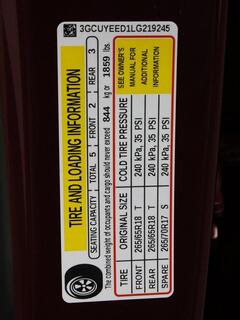 3GCUYEED1LG219245
TIRE AND LOADING INFORMATION
SEATING CAPACITY TOTAL 5 FRONT 2 REAR 3
The combined weight of occupants and cargo should never exceed 844 kg or 1859 lbs.
TIRE ORIGINAL SIZE COLD TIRE PRESSURE
FRONT 265/65R18 T 240 kPa, 35 PSI
REAR 265/65R18 T 240 kPa, 35 PSI
SPARE 265/70R17 S 240 kPa, 35 PSI
SEE OWNER'S
MANUAL FOR
ADDITIONAL
INFORMATION